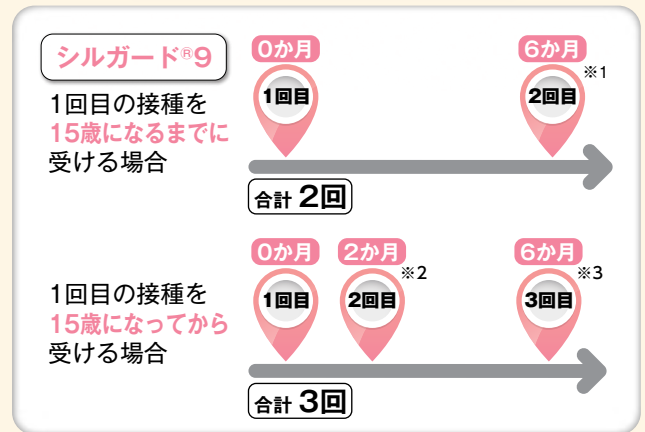 シルガード®9
1回目の接種を
15歳になるまでに
受ける場合
0か月
6か月
1回目
2回目
※1
合計 2回
1回目の接種を
15歳になってから
受ける場合
0か月
2か月
6か月
1回目
2回目
※2
3回目
※3
合計 3回